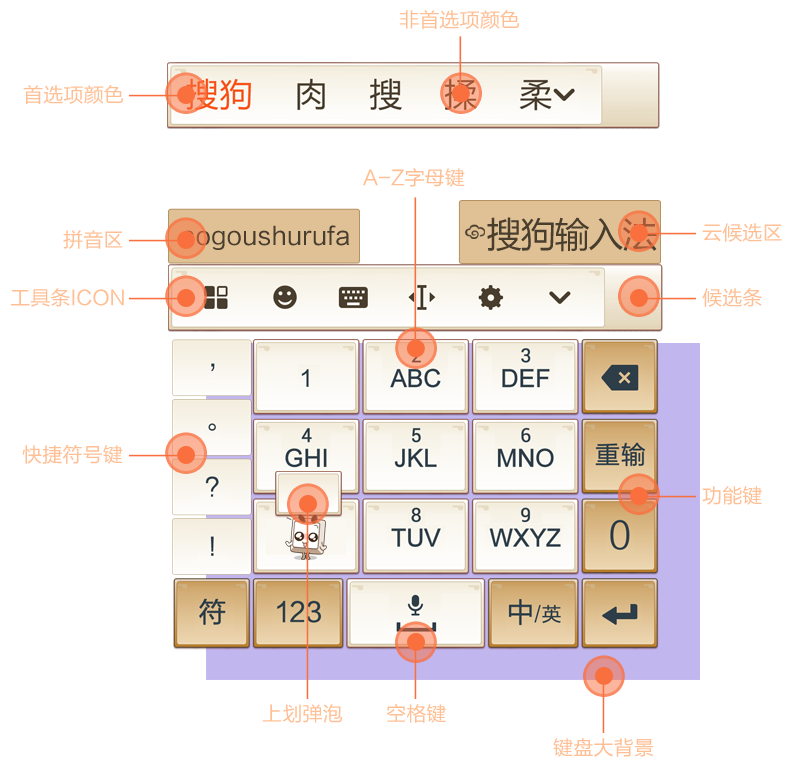 非首选项颜色
首选项颜色
搜狗 肉 搜 揉 柔
A-Z字母键
拼音区
sogoushurufa
搜狗输入法
云候选区
工具条ICON
候选条
,
1
2
ABC
3
DEF
。
4
GHI
5
JKL
6
MNO
重输
快捷符号键
?
功能键
8
TUV
9
WXYZ
0
!
符
123
中/英
上划弹泡
空格键
键盘大背景